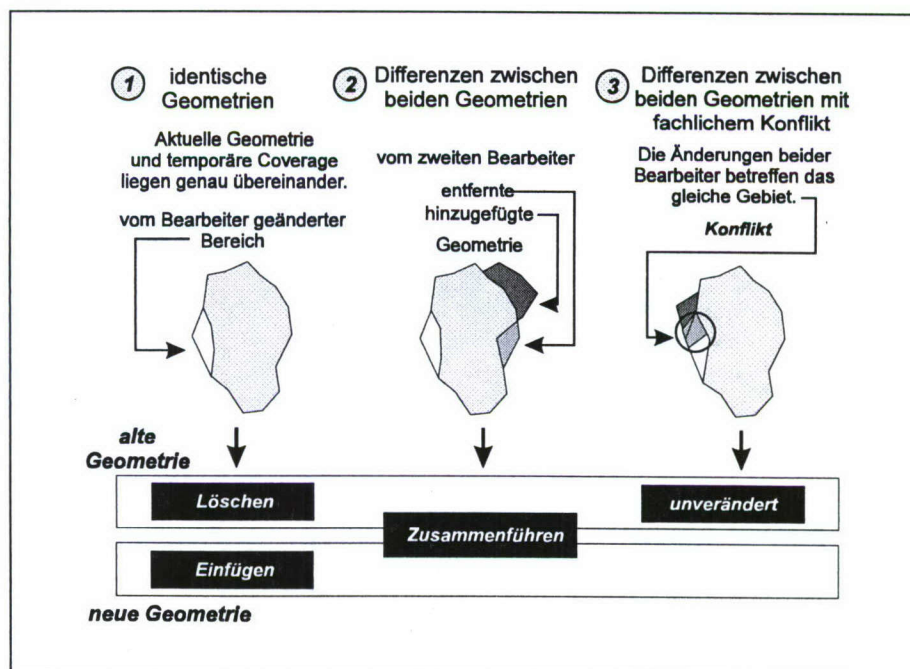 1
identische
Geometrien
Aktuelle Geometrie
und temporäre Coverage
liegen genau übereinander.
vom Bearbeiter geänderter
Bereich
2
Differenzen zwischen
beiden Geometrien
vom zweiten Bearbeiter
entfernte
hinzugefügte
Geometrie
3
Differenzen zwischen
beiden Geometrien mit
fachlichem Konflikt
Die Änderungen beider
Bearbeiter betreffen das
gleiche Gebiet.
Konflikt
alte
Geometrie
Löschen
unverändert
Zusammenführen
Einfügen
neue Geometrie